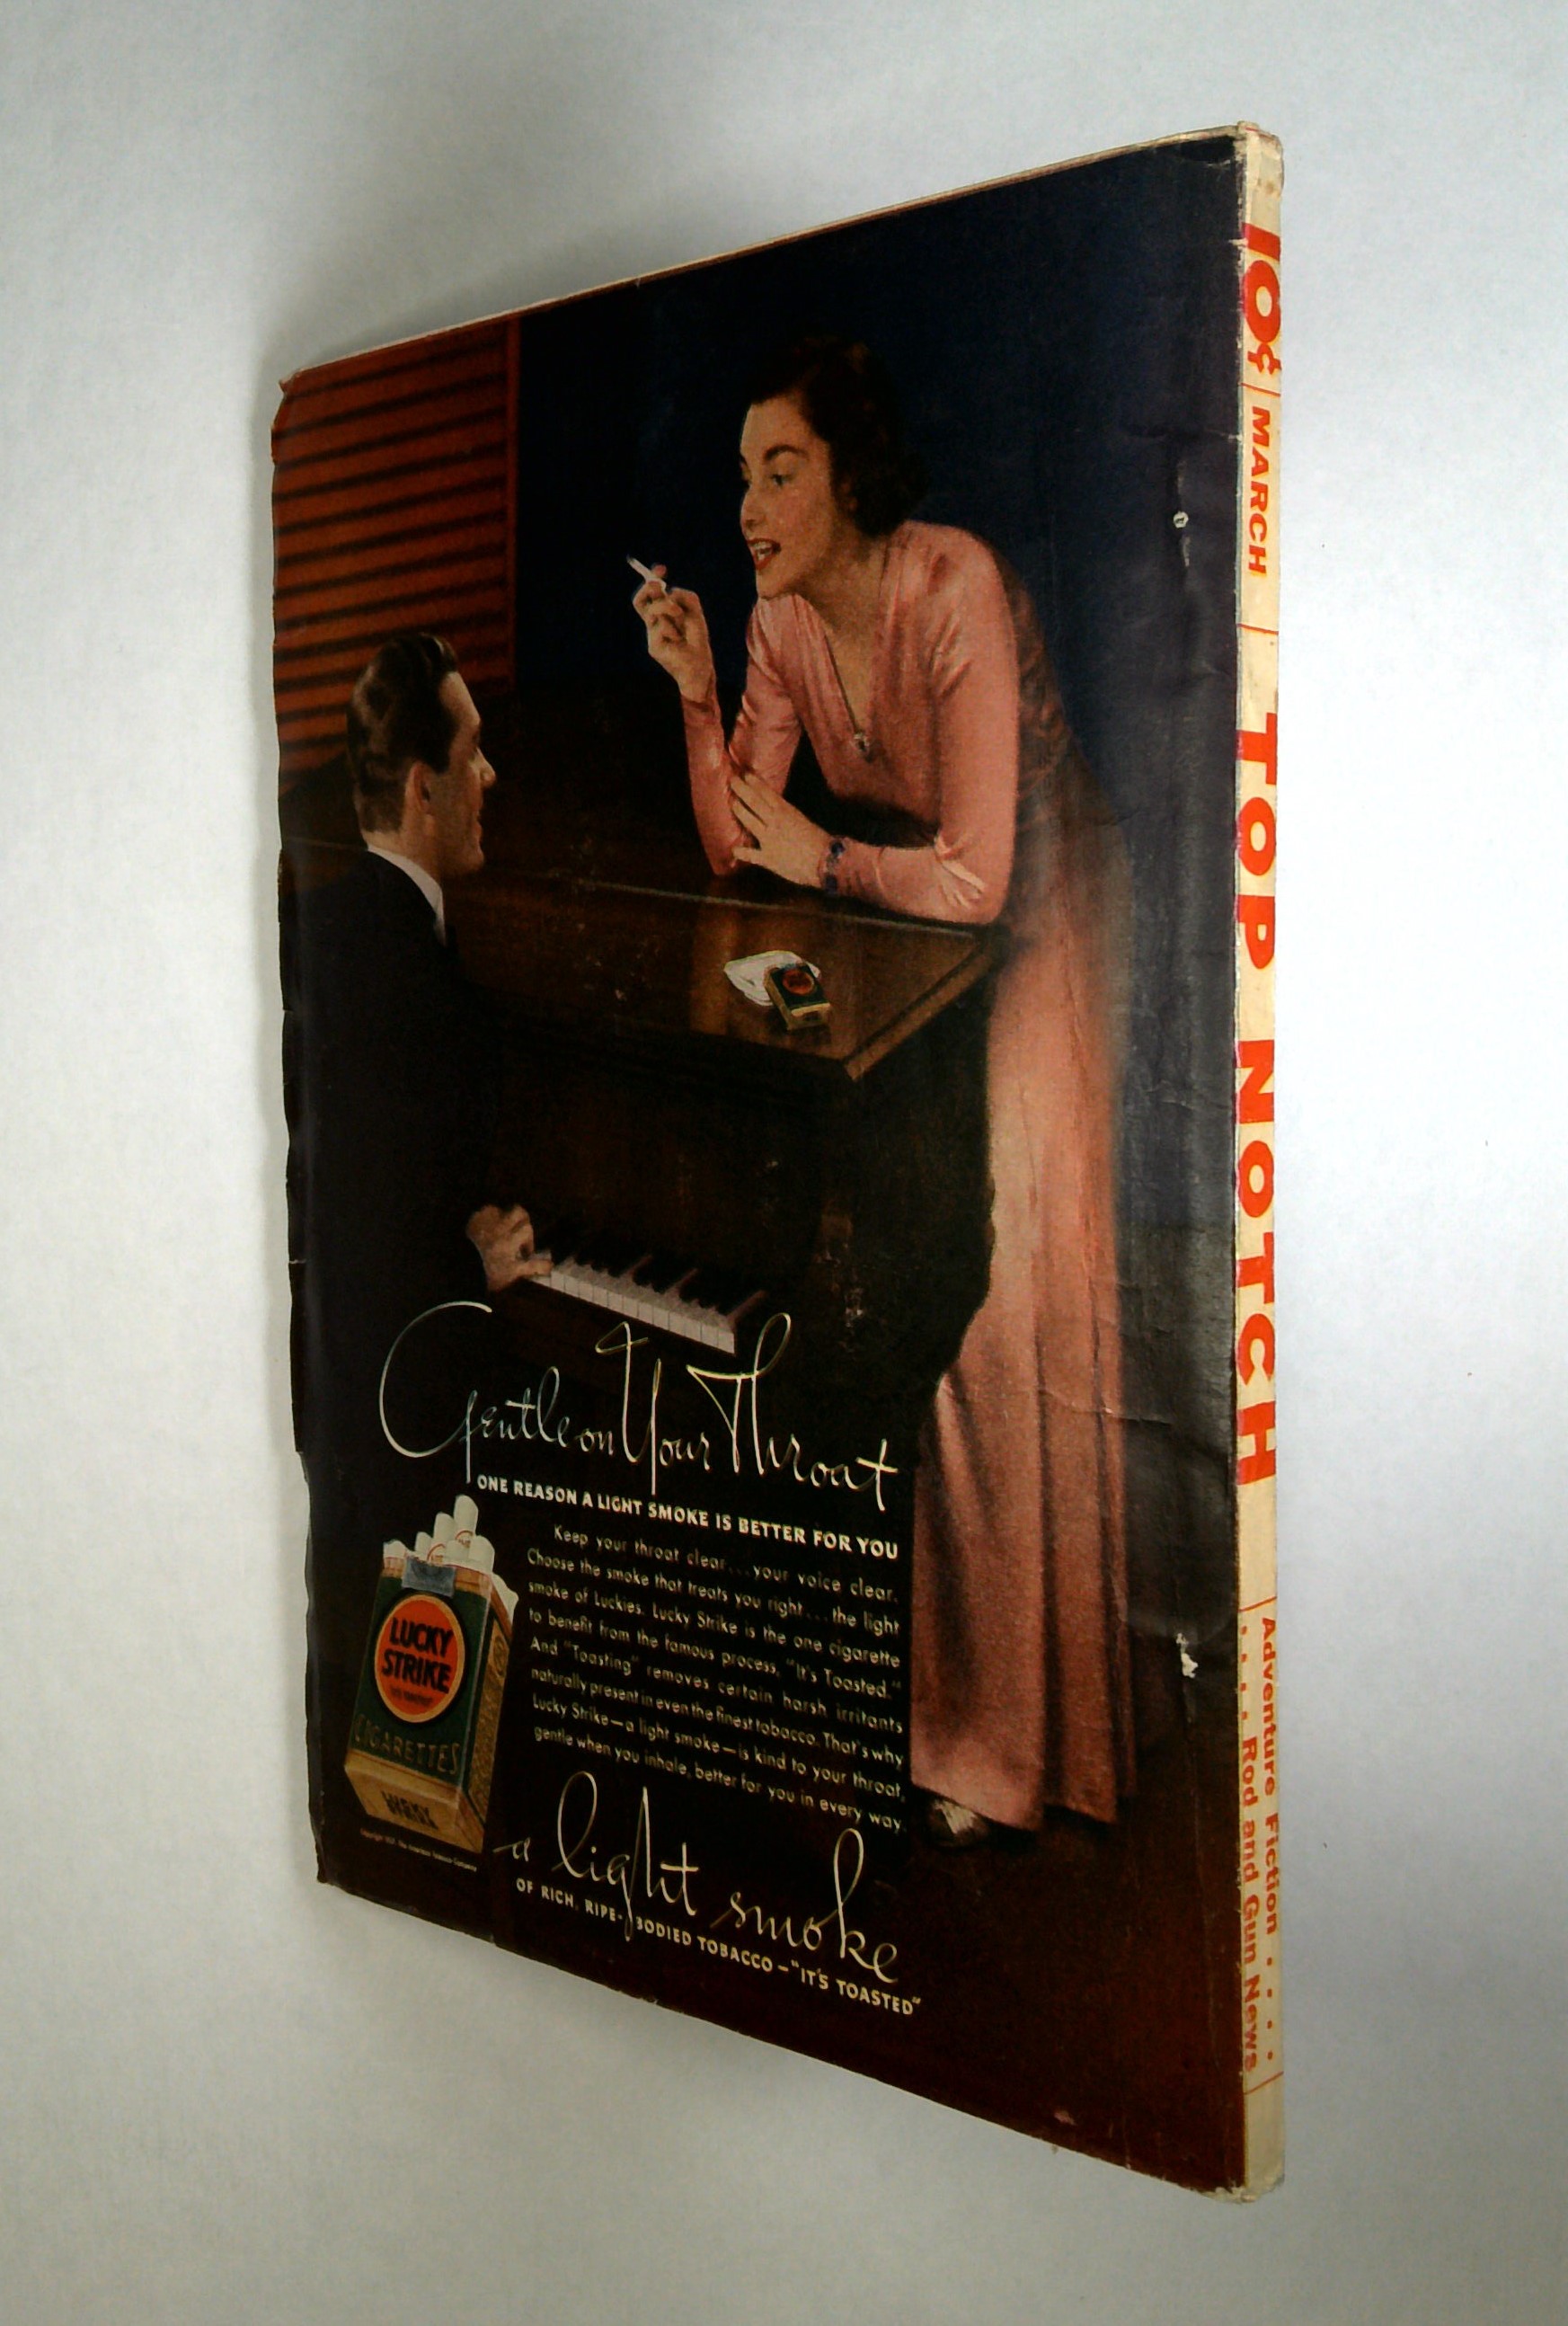 Gentle on Your Throat
ONE REASON A LIGHT SMOKE IS BETTER FOR YOU
Keep your throat clear...your voice clear.
Choose the smoke that treats you right...the light
smoke of Luckies. Lucky Strike is the one cigarette
to benefit from the famous process, "It's Toasted."
And "Toasting" removes certain harsh irritants
naturally present in even the finest tobacco. That's why
Lucky Strike—a light smoke—is kind to your throat,
gentle when you inhale, better for you in every way.
LUCKY
STRIKE
"IT'S TOASTED"
CIGARETTES
a light smoke
OF RICH, RIPE-BODIED TOBACCO—"IT'S TOASTED"
10¢
MARCH
TOP NOTCH
Adventure Fiction . . . .
. . . . Rod and Gun News